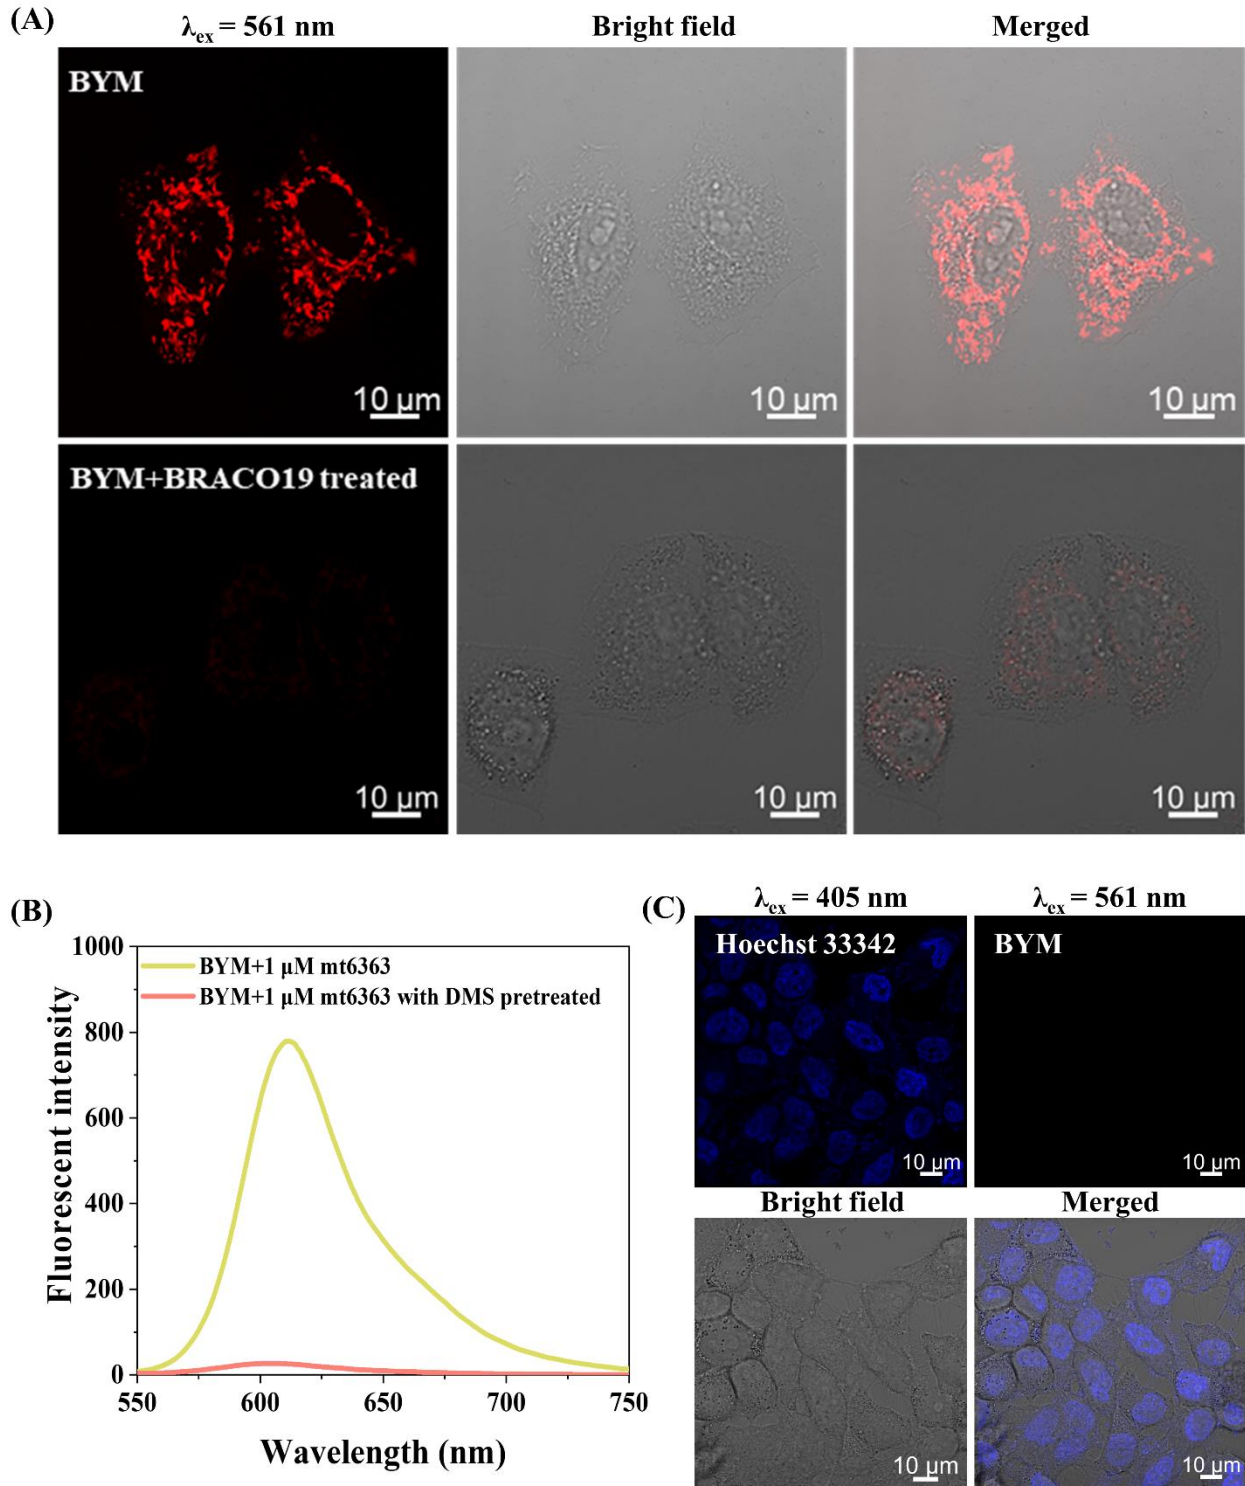 (A)
λex = 561 nm
Bright field
Merged
BYM
10 µm
BYM+BRACO19 treated
10 µm
10 µm
10 µm
10 µm
10 µm
(B)
1000
800
600
400
200
0
550
600
650
700
750
Fluorescent intensity
Wavelength (nm)
BYM+1 µM mt6363
BYM+1 µM mt6363 with DMS pretreated
(C)
λex = 405 nm
λex = 561 nm
Hoechst 33342
BYM
10 µm
10 µm
Bright field
Merged
10 µm
10 µm